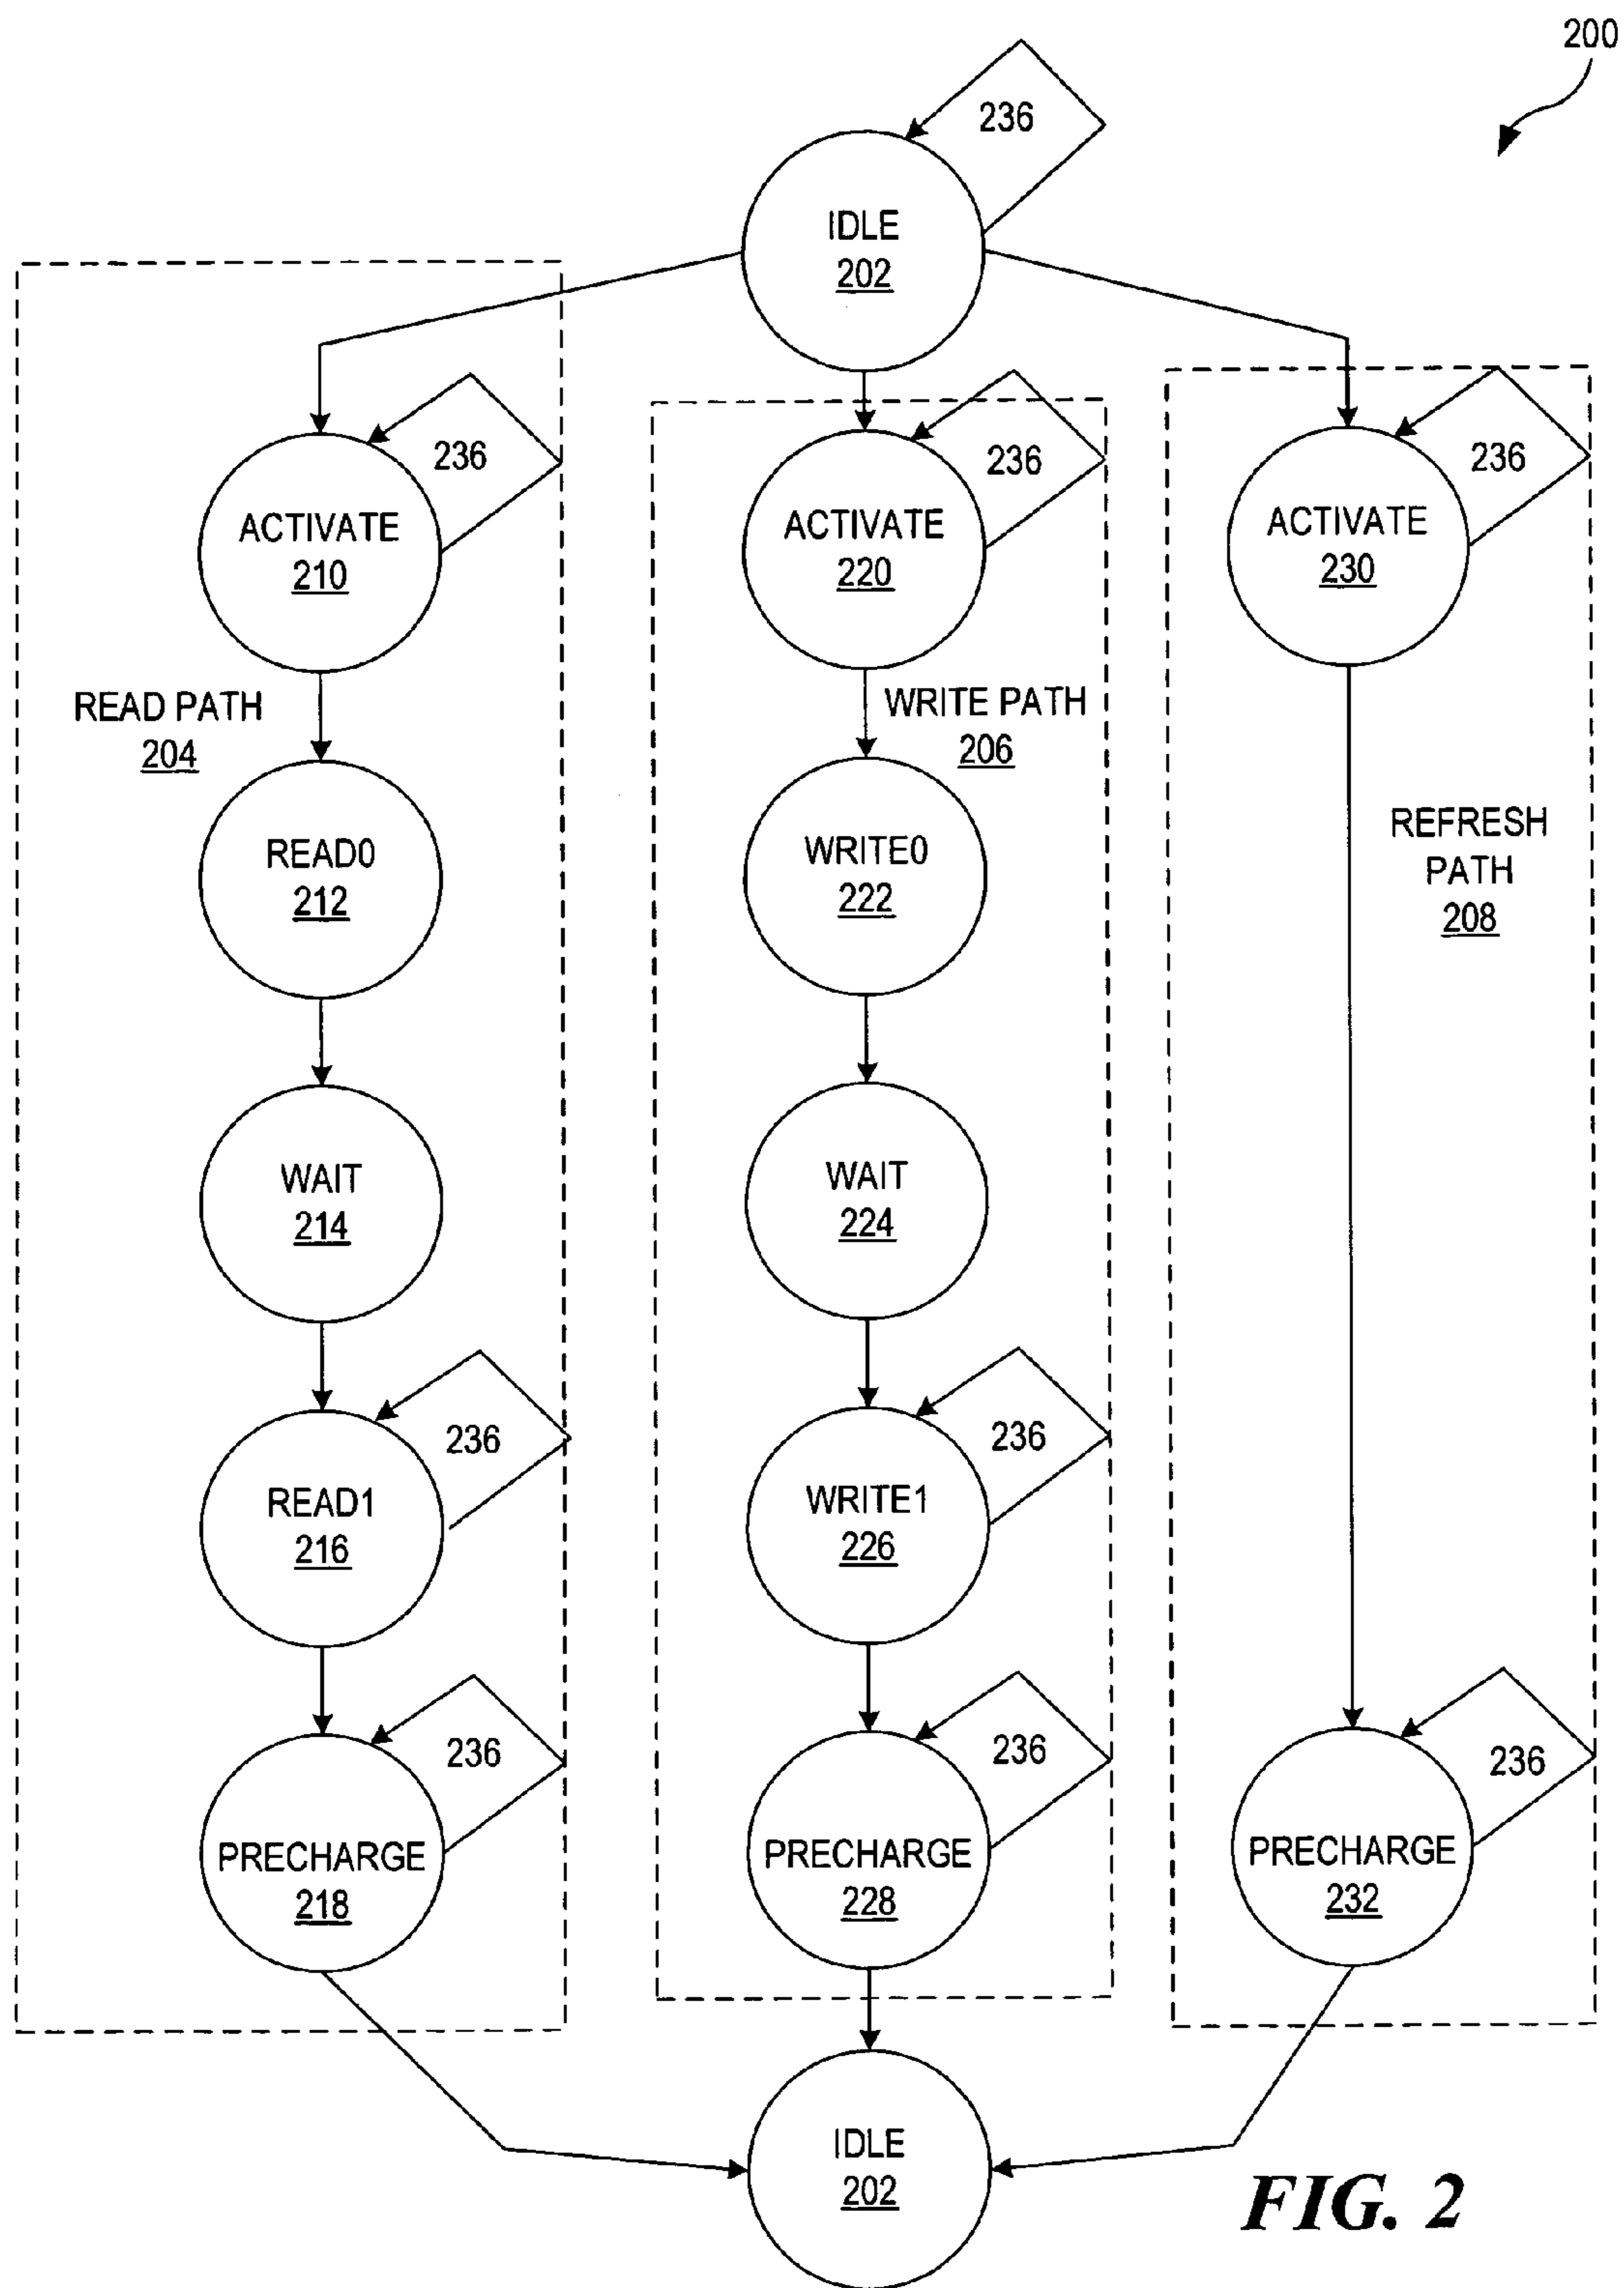 200
236
IDLE
202
236
236
236
ACTIVATE
210
ACTIVATE
220
ACTIVATE
230
READ PATH
204
WRITE PATH
206
READ0
212
WRITE0
222
REFRESH
PATH
208
WAIT
214
WAIT
224
236
236
READ1
216
WRITE1
226
236
236
236
PRECHARGE
218
PRECHARGE
228
PRECHARGE
232
IDLE
202
FIG. 2